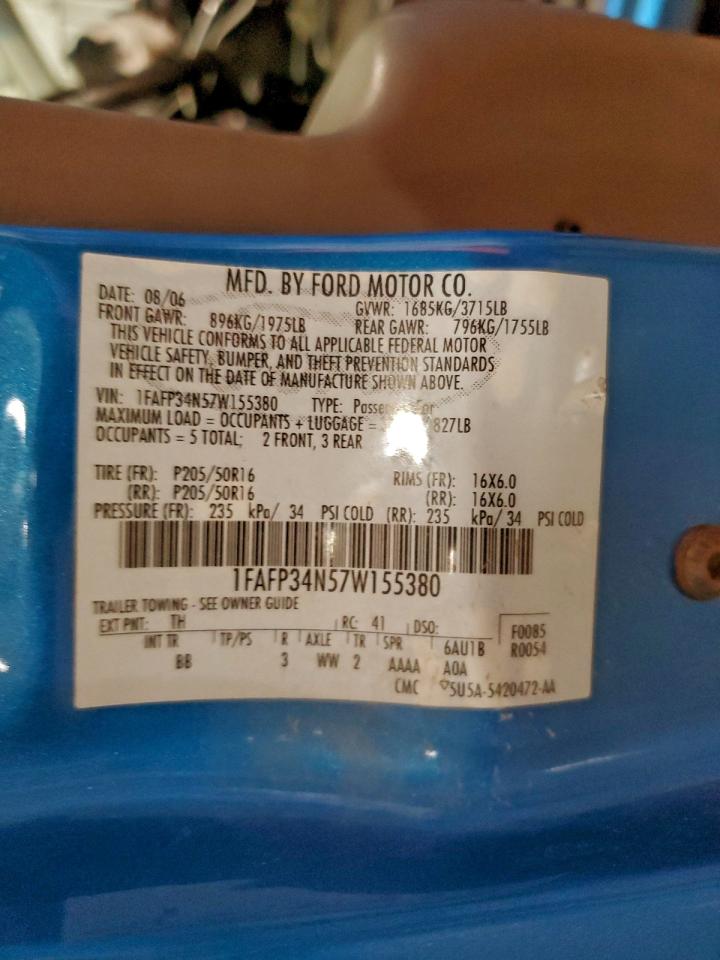 MFD. BY FORD MOTOR CO.
DATE: 08/06 GVWR: 1685KG/3715LB
FRONT GAWR: 896KG/1975LB REAR GAWR: 796KG/1755LB
THIS VEHICLE CONFORMS TO ALL APPLICABLE FEDERAL MOTOR
VEHICLE SAFETY, BUMPER, AND THEFT PREVENTION STANDARDS
IN EFFECT ON THE DATE OF MANUFACTURE SHOWN ABOVE.
VIN: 1FAFP34N57W155380 TYPE:
MAXIMUM LOAD = OCCUPANTS + LUGGAGE = 827LB
OCCUPANTS = 5 TOTAL; 2 FRONT, 3 REAR
TIRE (FR): P205/50R16 RIMS (FR): 16X6.0
(RR): P205/50R16 (RR): 16X6.0
PRESSURE (FR): 235 kPa/ 34 PSI COLD (RR): 235 kPa/ 34 PSI COLD
1FAFP34N57W155380
TRAILER TOWING - SEE OWNER GUIDE
EXT PNT: TH RC: 41 DSO: F0085
INT TR TP/PS R AXLE TR SPR 6AU1B R0054
BB 3 WW 2 AAAA A0A
CMC 5U5A-5420472-AA